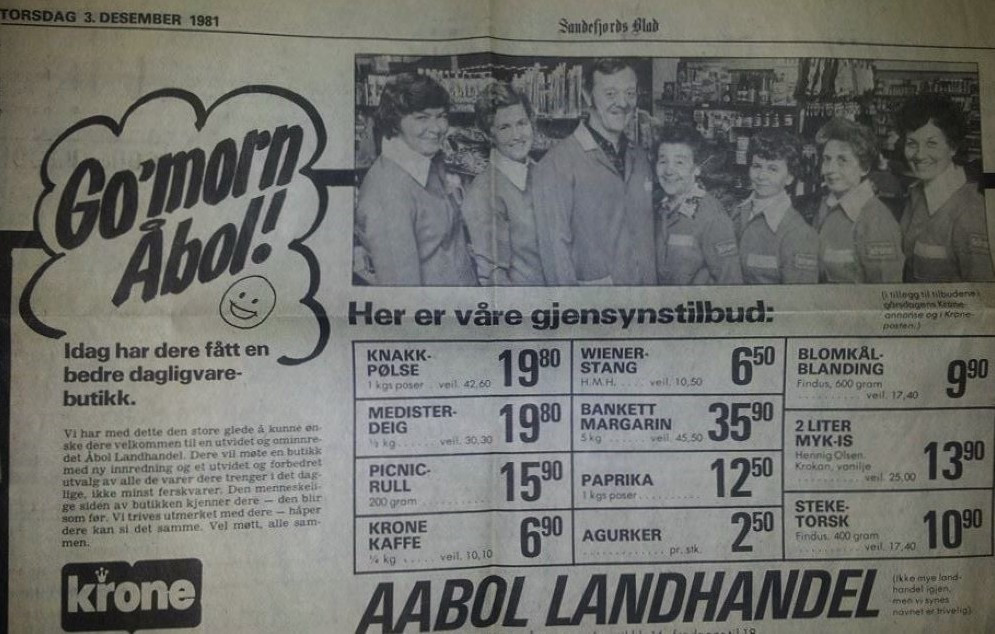 TORSDAG 3. DESEMBER 1981
Sandefjords Blad
Go'morn
Åbol!
Idag har dere fått en
bedre dagligvare-
butikk.
Vi har med dette den store glede å kunne øn-
ske dere velkommen til en utvidet og ominnre-
det Åbol Landhandel. Dere vil møte en butikk
med ny innredning og et utvidet og forbedret
utvalg av alle de varer dere trenger i det dag-
lige, ikke minst ferskvarer. Den menneskeli-
ge siden av butikken kjenner dere — den blir
som før. Vi trives utmerket med dere — håper
dere kan si det samme. Vel møtt, alle sam-
men.
krone
(i tillegg til tilbudene i
gårsdagens Krone-
annonse og i Krone-
posten.)
Her er våre gjensynstilbud:
KNAKK-
PØLSE
1 kgs poser . . veil. 42,60
19 80
MEDISTER-
DEIG
½ kg . . . . . . . veil. 30,30
19 80
PICNIC-
RULL
200 gram . . . . . . . . . .
15 90
KRONE
KAFFE
¼ kg . . . . . . veil. 10,10
6 90
WIENER-
STANG
H.M.H. . . . . . veil. 10,50
6 50
BANKETT
MARGARIN
5 kg . . . . . . . veil. 45,50
35 90
PAPRIKA
1 kgs poser . . . . . . . . .
12 50
AGURKER
. . . . . . . . . . . . . pr. stk.
2 50
BLOMKÅL-
BLANDING
Findus, 600 gram
. . . . . . . . . . veil. 17,40
9 90
2 LITER
MYK-IS
Hennig Olsen.
Krokan, vanilje
. . . . . . . . . . veil. 25,00
13 90
STEKE-
TORSK
Findus, 400 gram
. . . . . . . . . . veil. 17,40
10 90
AABOL LANDHANDEL
(Ikke mye land-
handel igjen,
men vi synes
navnet er trivelig)